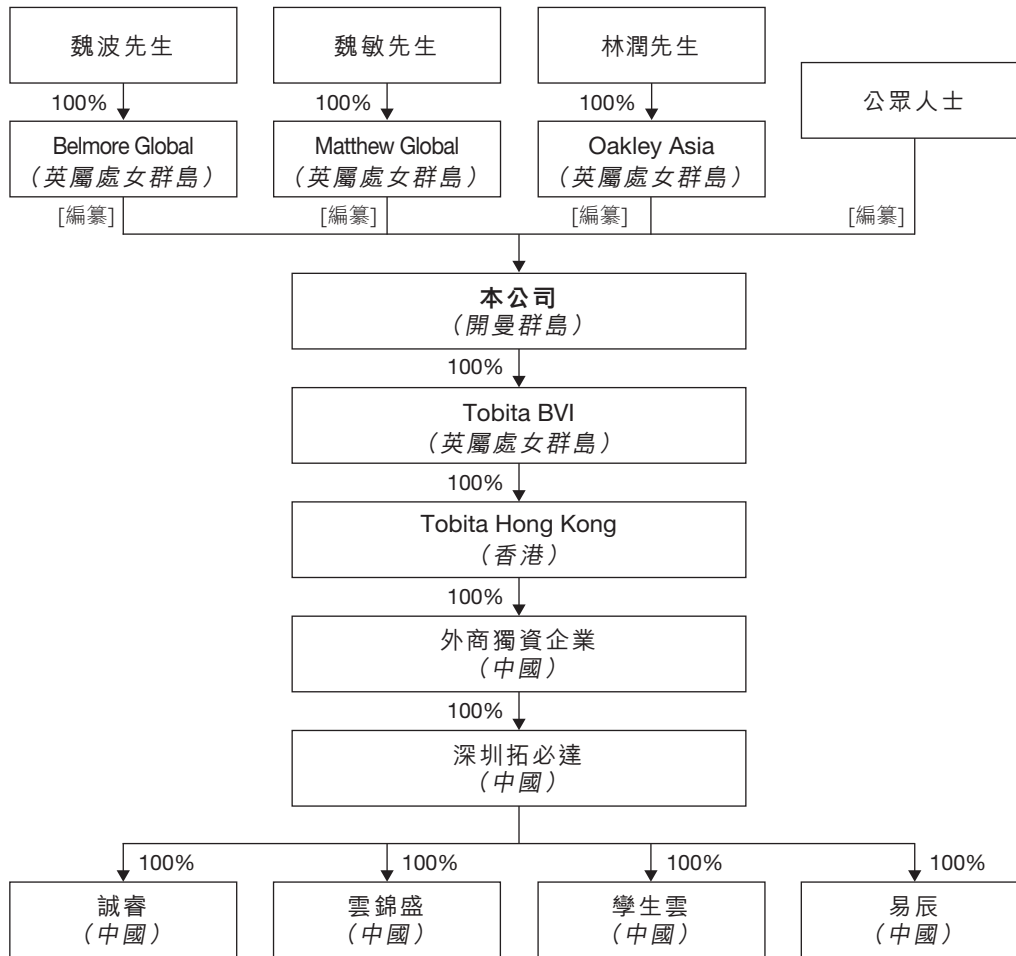 魏波先生
魏敏先生
林潤先生
公眾人士
100%
100%
100%
Belmore Global
（英屬處女群島）
Matthew Global
（英屬處女群島）
Oakley Asia
（英屬處女群島）
[編纂]
[編纂]
[編纂]
[編纂]
本公司
（開曼群島）
100%
Tobita BVI
（英屬處女群島）
100%
Tobita Hong Kong
（香港）
100%
外商獨資企業
（中國）
100%
深圳拓必達
（中國）
100%
100%
100%
100%
誠睿
（中國）
雲錦盛
（中國）
孿生雲
（中國）
易辰
（中國）